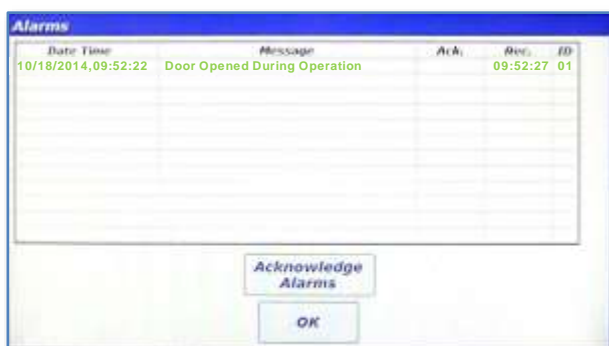 Alarms
Date Time Message Ack. Rec. ID
10/18/2014,09:52:22 Door Opened During Operation 09:52:27 01
Acknowledge
Alarms
OK